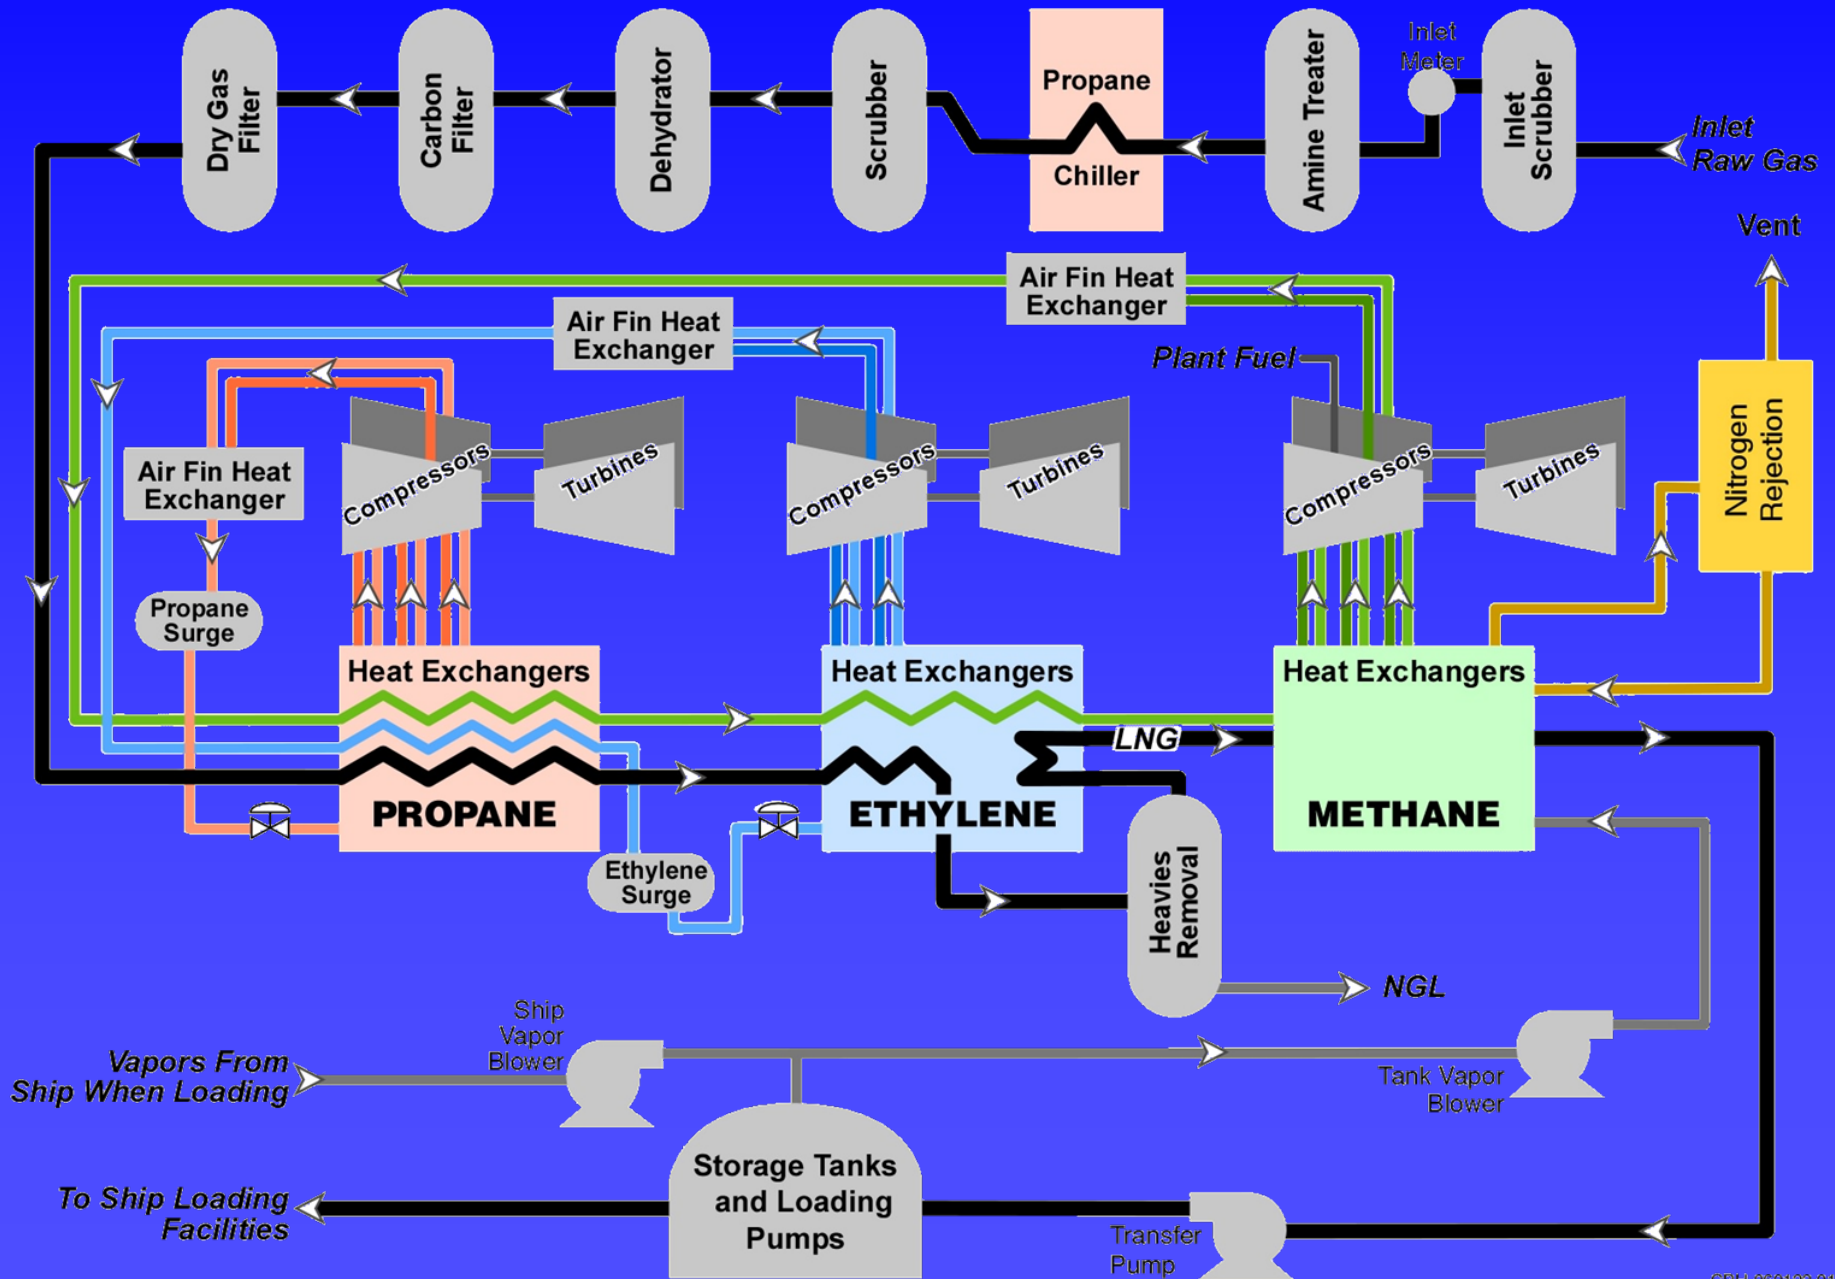 Dry Gas
Filter
Carbon
Filter
Dehydrator
Scrubber
Propane
Chiller
Amine Treater
Inlet
Meter
Inlet
Scrubber
Inlet
Raw Gas
Vent
Air Fin Heat
Exchanger
Air Fin Heat
Exchanger
Plant Fuel
Air Fin Heat
Exchanger
Compressors
Turbines
Compressors
Turbines
Compressors
Turbines
Nitrogen
Rejection
Propane
Surge
Heat Exchangers
PROPANE
Heat Exchangers
ETHYLENE
LNG
Heat Exchangers
METHANE
Ethylene
Surge
Heavies
Removal
NGL
Ship
Vapor
Blower
Vapors From
Ship When Loading
Tank Vapor
Blower
Storage Tanks
and Loading
Pumps
To Ship Loading
Facilities
Transfer
Pump